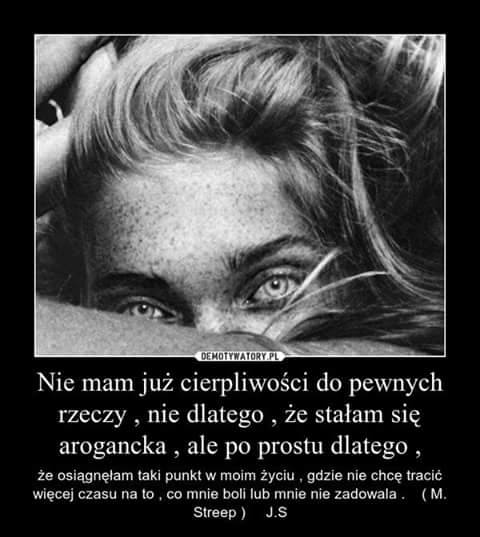 DEMOTYWATORY.PL
Nie mam już cierpliwości do pewnych
rzeczy , nie dlatego , że stałam się
arogancka , ale po prostu dlatego ,
że osiągnęłam taki punkt w moim życiu , gdzie nie chcę tracić
więcej czasu na to , co mnie boli lub mnie nie zadowala . ( M.
Streep ) J.S